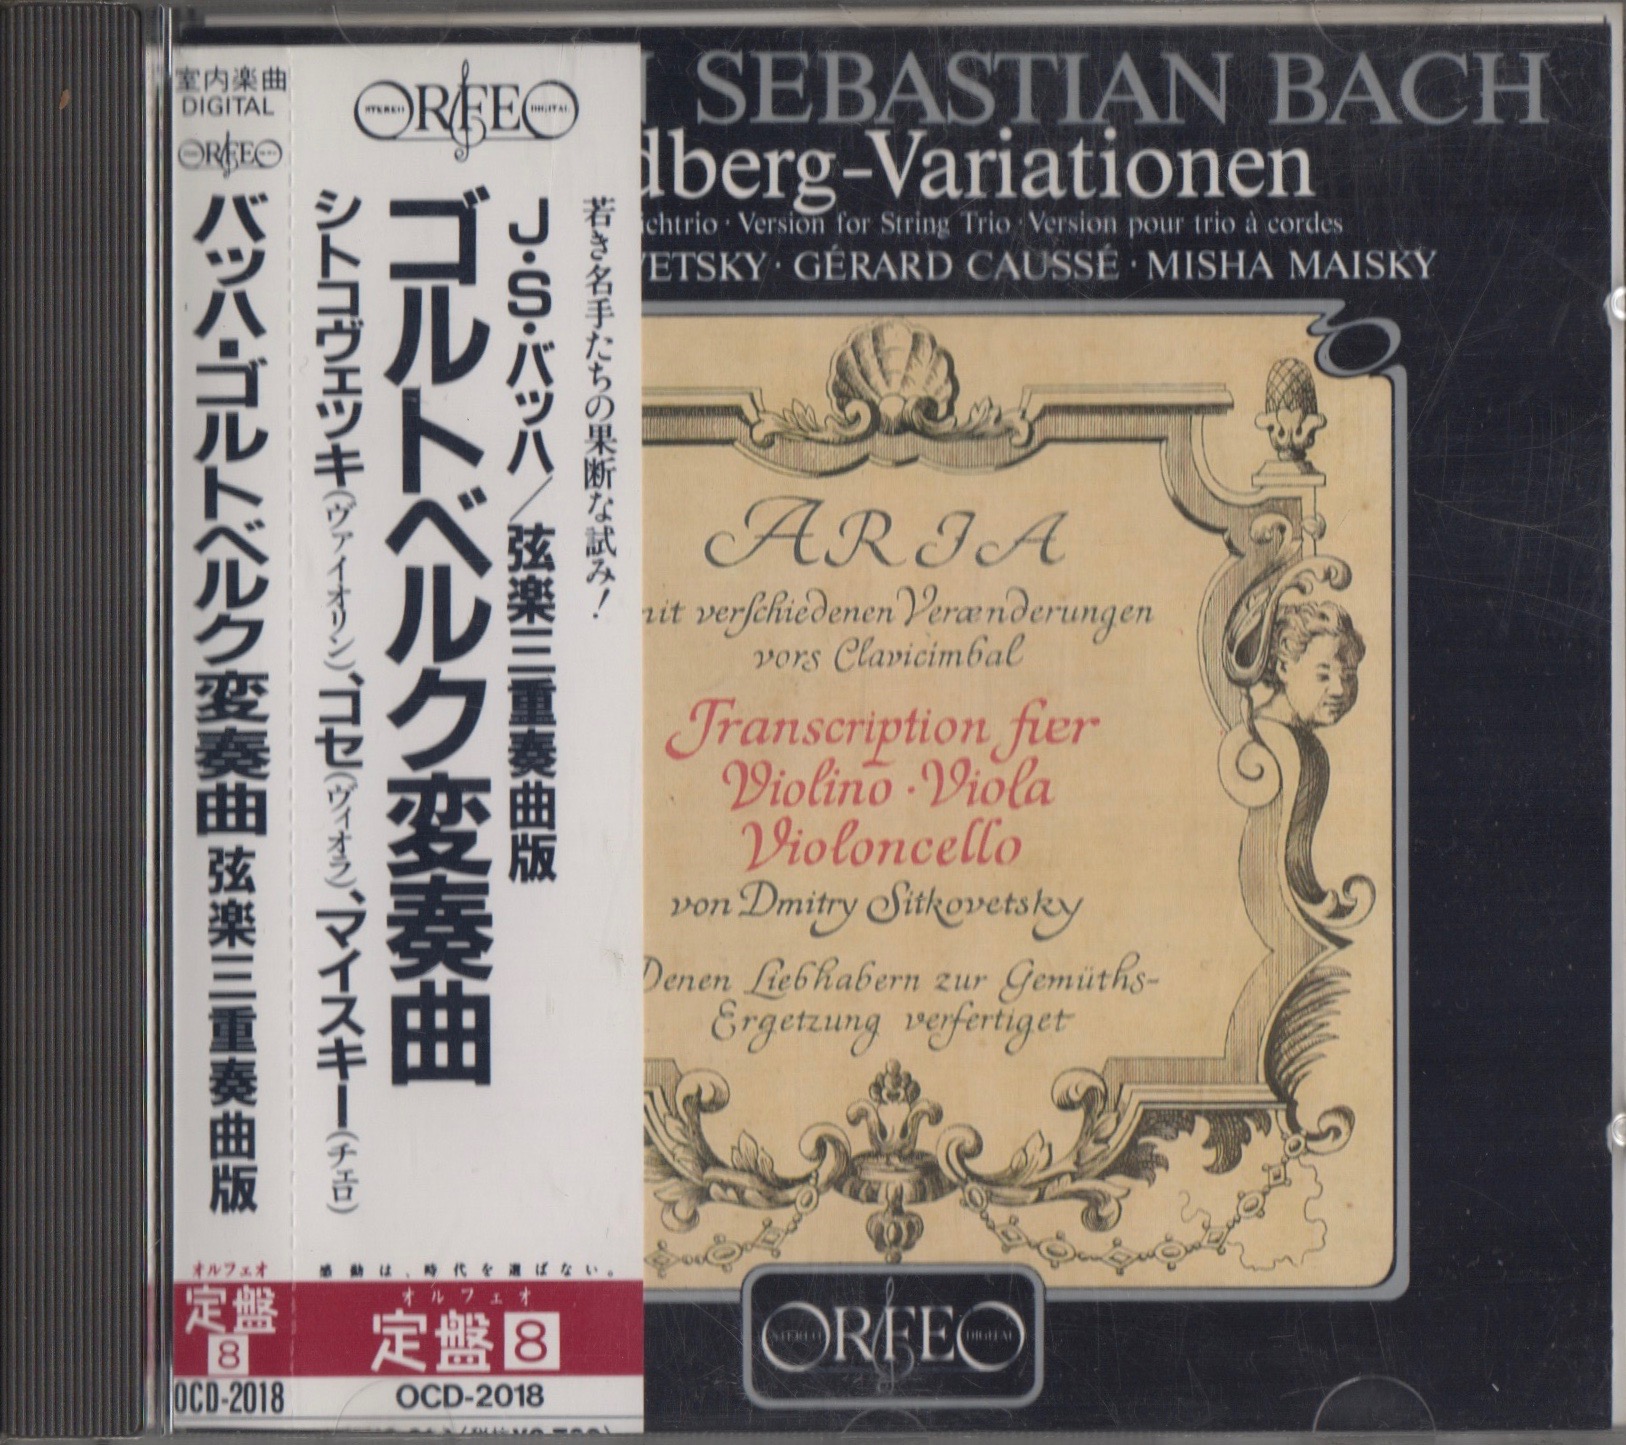 室内楽曲
DIGITAL
ORFEO
バッハ・ゴルトベルク変奏曲 弦楽三重奏曲版
オルフェオ
定盤
8
OCD-2018
STEREO ORFEO DIGITAL
若き名手たちの果断な試み!
J・S・バッハ/弦楽三重奏曲版
ゴルトベルク変奏曲
シトコヴェツキ(ヴァイオリン)、コセ(ヴィオラ)、マイスキー(チェロ)
感動は、時代を選ばない。
オルフェオ
定盤 8
OCD-2018
SEBASTIAN BACH
dberg-Variationen
ichtrio · Version for String Trio · Version pour trio à cordes
VETSKY · GÉRARD CAUSSÉ · MISHA MAISKY
ARIA
mit verschiedenen Verænderungen
vors Clavicimbal
Transcription fuer
Violino · Viola
Violoncello
von Dmitry Sitkovetsky
Denen Liebhabern zur Gemüths-
Ergetzung verfertiget
STEREO ORFEO DIGITAL